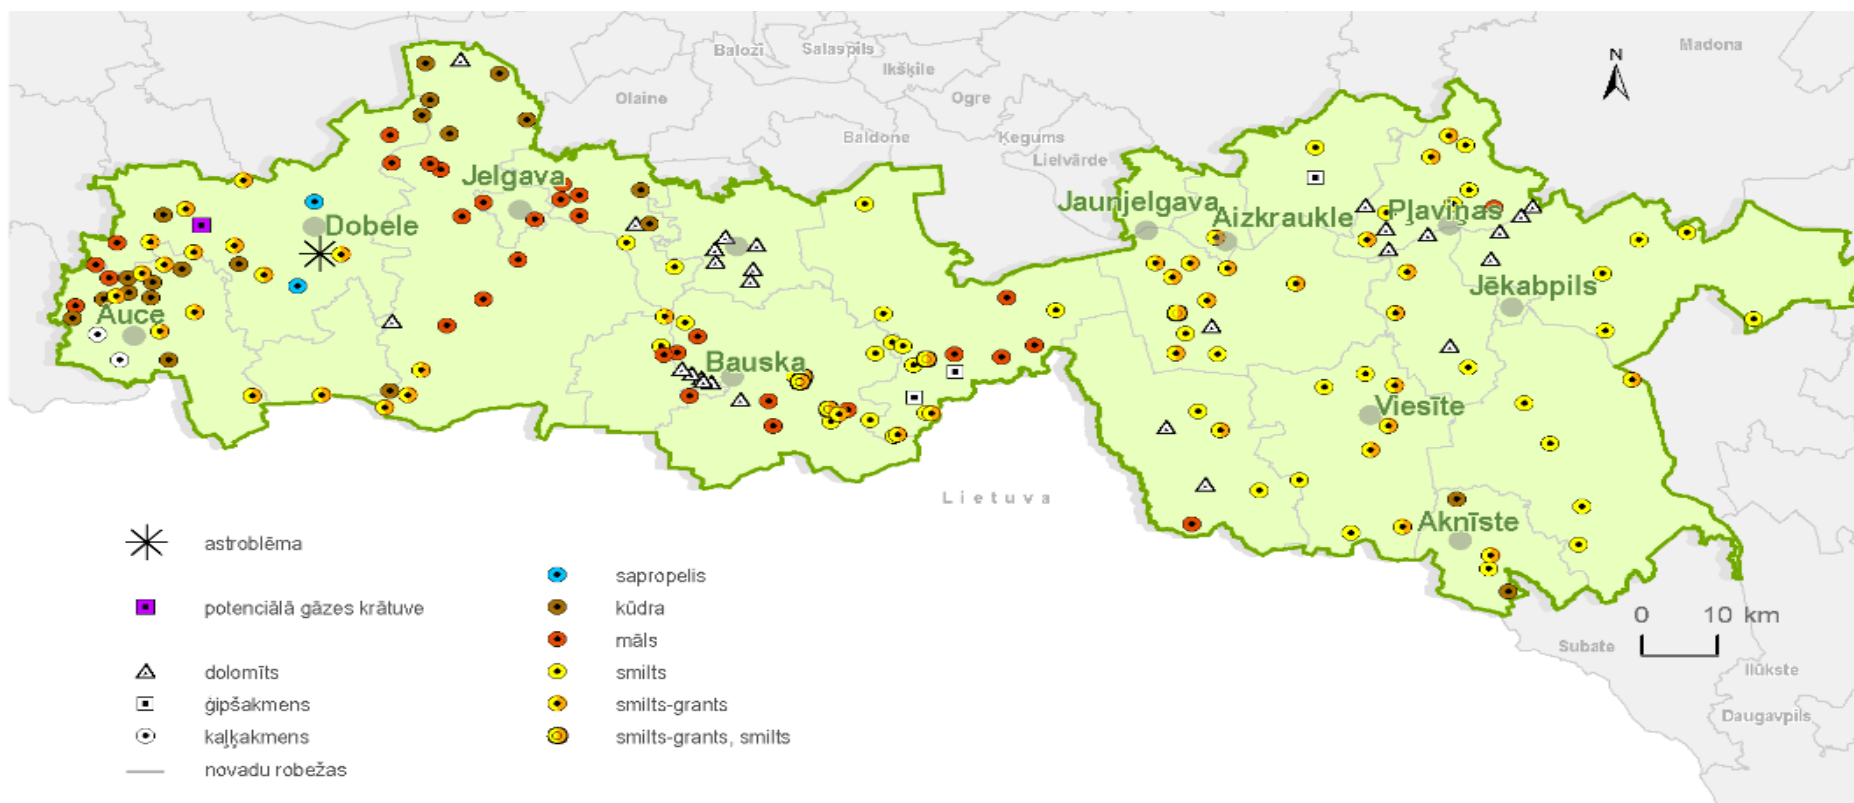 Baloži
Salaspils
Madona
Ikšķile
Olaine
Ogre
Baldone
Ķegums
Lielvārde
N
Jelgava
Dobele
Jaunjelgava
Aizkraukle
Pļaviņas
Jēkabpils
Auce
Bauska
Viesīte
Lietuva
Aknīste
astroblēma
potenciālā gāzes krātuve
dolomīts
ģipšakmens
kaļķakmens
novadu robežas
sapropelis
kūdra
māls
smilts
smilts-grants
smilts-grants, smilts
0 10 km
Subate
Ilūkste
Daugavpils